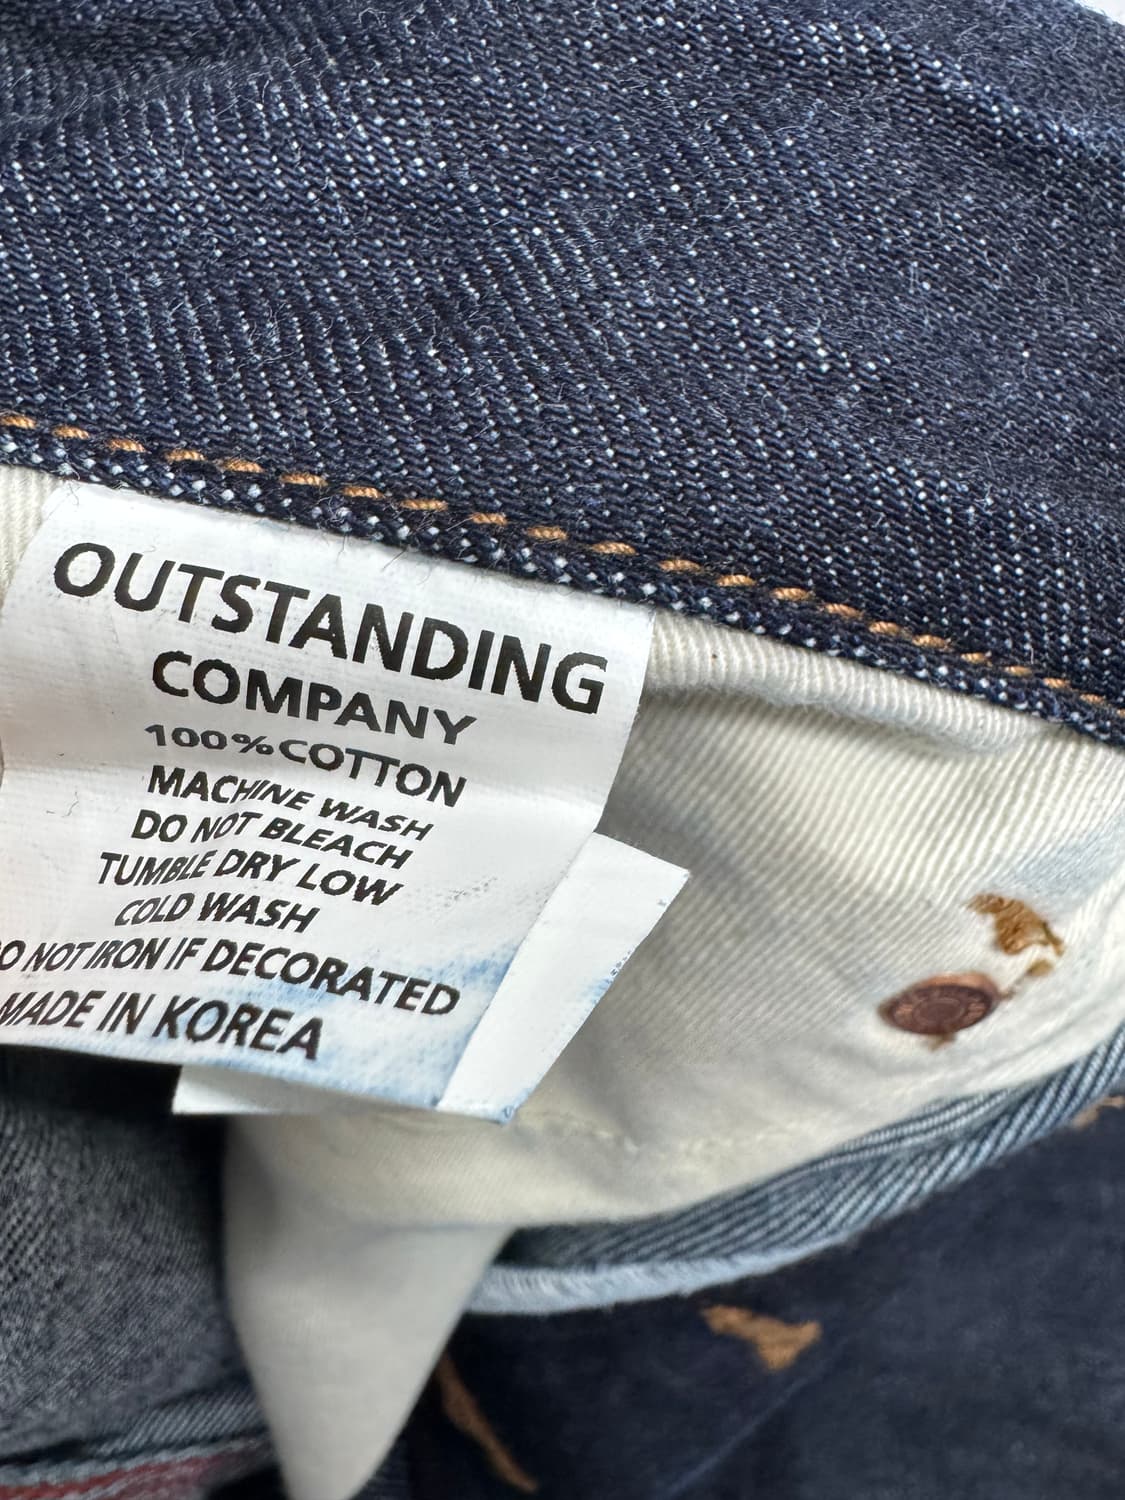 OUTSTANDING
COMPANY
100%COTTON
MACHINE WASH
DO NOT BLEACH
TUMBLE DRY LOW
COLD WASH
O NOT IRON IF DECORATED
MADE IN KOREA